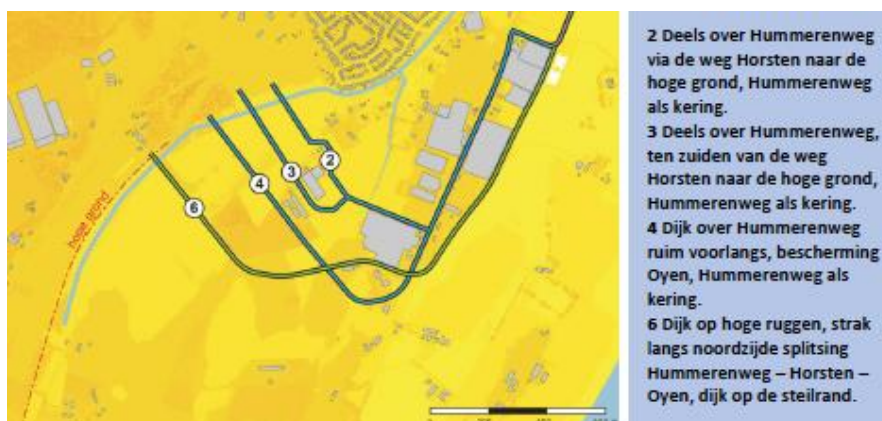 2
3
4
6
hoge grond
2 Deels over Hummerenweg
via de weg Horsten naar de
hoge grond, Hummerenweg
als kering.
3 Deels over Hummerenweg,
ten zuiden van de weg
Horsten naar de hoge grond,
Hummerenweg als kering.
4 Dijk over Hummerenweg
ruim voorlangs, bescherming
Oyen, Hummerenweg als
kering.
6 Dijk op hoge ruggen, strak
langs noordzijde splitsing
Hummerenweg – Horsten –
Oyen, dijk op de steilrand.